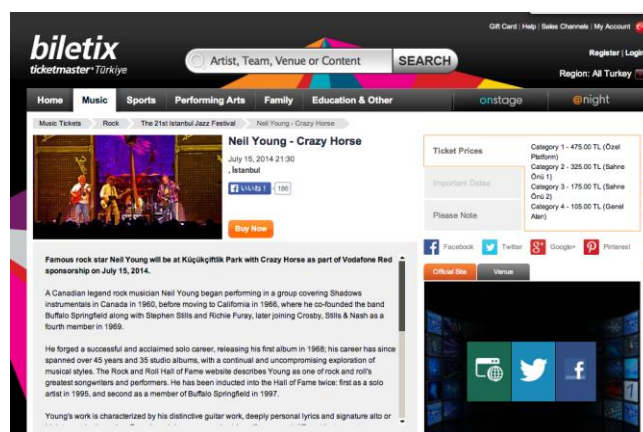 Gift Card | Help | Sales Channels | My Account
biletix
ticketmaster Türkiye
Artist, Team, Venue or Content
SEARCH
Register | Login
Region: All Turkey
Home Music Sports Performing Arts Family Education & Other onstage @night
Music Tickets Rock The 21st Istanbul Jazz Festival Neil Young - Crazy Horse
Neil Young - Crazy Horse
July 15, 2014 21:30
, İstanbul
いいね! 186
Buy Now
Ticket Prices
Important Dates
Please Note
Category 1 - 475.00 TL (Özel
Platform)
Category 2 - 325.00 TL (Sahne
Önü 1)
Category 3 - 175.00 TL (Sahne
Önü 2)
Category 4 - 105.00 TL (Genel
Alan)
Facebook Twitter Google+ Pinterest
Official Site Venue
Famous rock star Neil Young will be at Küçükçiftlik Park with Crazy Horse as part of Vodafone Red
sponsorship on July 15, 2014.
A Canadian legend rock musician Neil Young began performing in a group covering Shadows
instrumentals in Canada in 1960, before moving to California in 1966, where he co-founded the band
Buffalo Springfield along with Stephen Stills and Richie Furay, later joining Crosby, Stills & Nash as a
fourth member in 1969.
He forged a successful and acclaimed solo career, releasing his first album in 1968; his career has since
spanned over 45 years and 35 studio albums, with a continual and uncompromising exploration of
musical styles. The Rock and Roll Hall of Fame website describes Young as one of rock and roll's
greatest songwriters and performers. He has been inducted into the Hall of Fame twice: first as a solo
artist in 1995, and second as a member of Buffalo Springfield in 1997.
Young's work is characterized by his distinctive guitar work, deeply personal lyrics and signature alto or